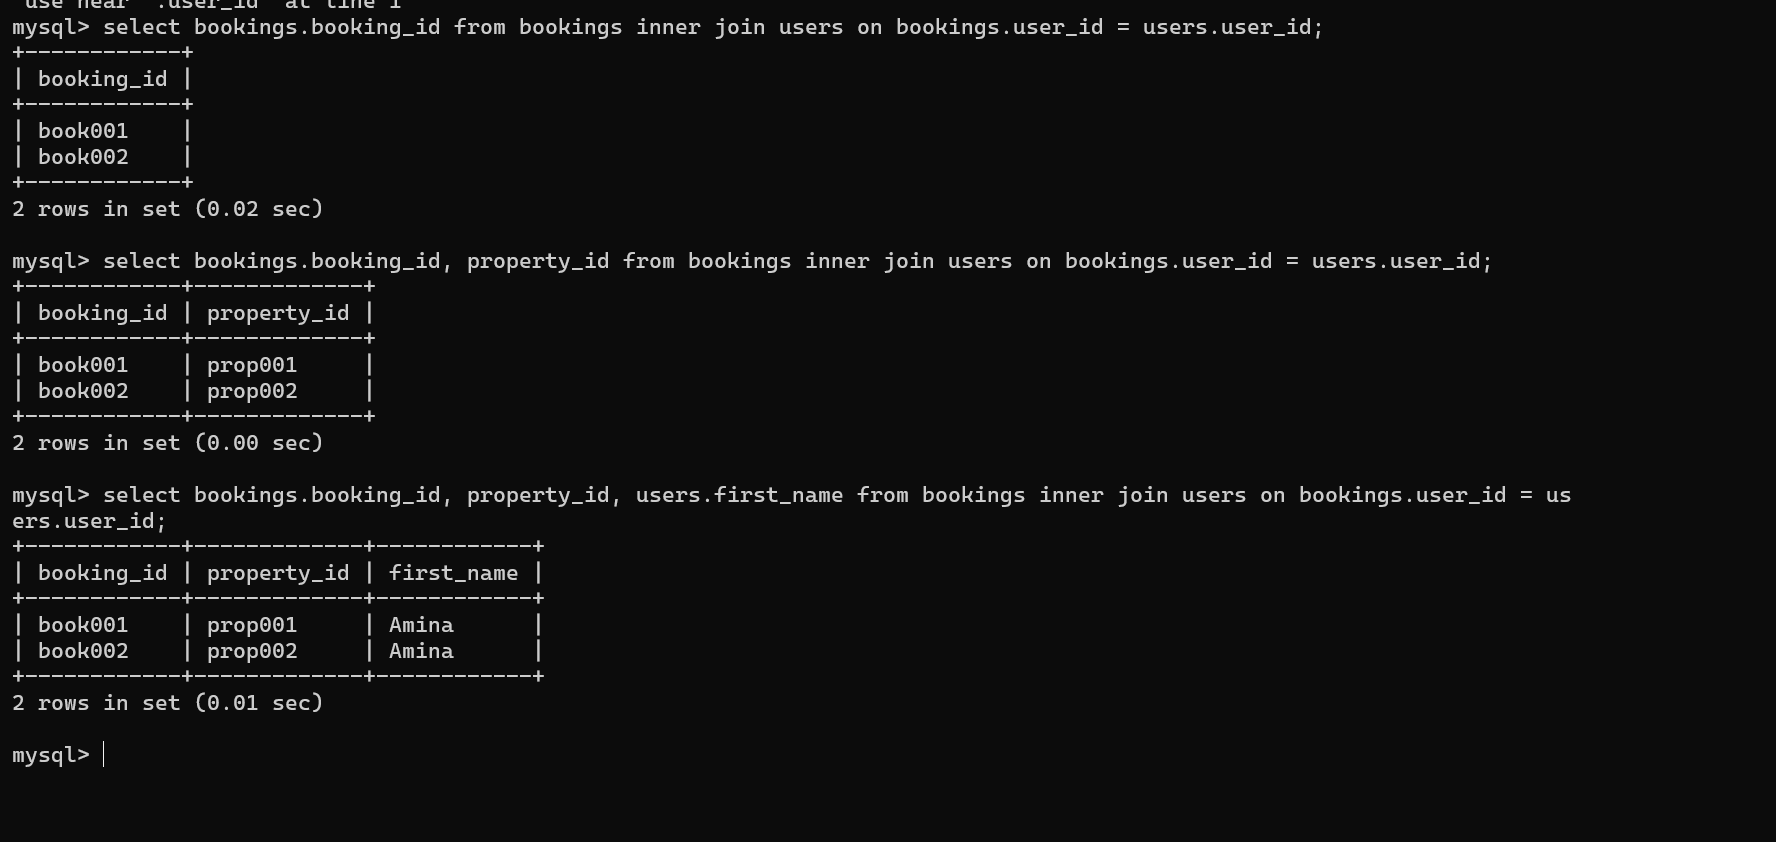 use near '.user_id' at line 1
mysql> select bookings.booking_id from bookings inner join users on bookings.user_id = users.user_id;
+------------+
| booking_id |
+------------+
| book001    |
| book002    |
+------------+
2 rows in set (0.02 sec)
mysql> select bookings.booking_id, property_id from bookings inner join users on bookings.user_id = users.user_id;
+------------+-------------+
| booking_id | property_id |
+------------+-------------+
| book001    | prop001     |
| book002    | prop002     |
+------------+-------------+
2 rows in set (0.00 sec)
mysql> select bookings.booking_id, property_id, users.first_name from bookings inner join users on bookings.user_id = us
ers.user_id;
+------------+-------------+------------+
| booking_id | property_id | first_name |
+------------+-------------+------------+
| book001    | prop001     | Amina      |
| book002    | prop002     | Amina      |
+------------+-------------+------------+
2 rows in set (0.01 sec)
mysql>